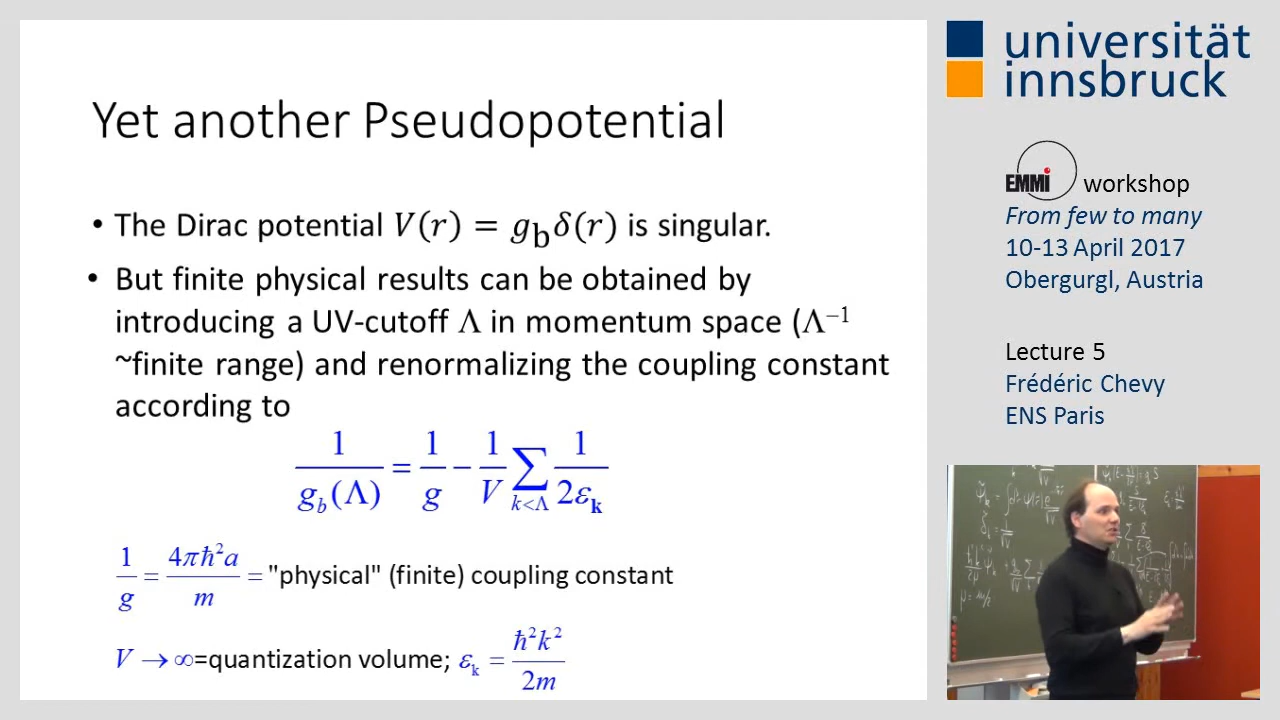 Yet another Pseudopotential
• The Dirac potential V(r) = g_b δ(r) is singular.
• But finite physical results can be obtained by
introducing a UV-cutoff Λ in momentum space (Λ⁻¹
~finite range) and renormalizing the coupling constant
according to
1/g_b(Λ) = 1/g − 1/V ∑_{k<Λ} 1/2ε_k
1/g = 4πħ²a/m = "physical" (finite) coupling constant
V → ∞=quantization volume; ε_k = ħ²k²/2m
universität
innsbruck
EMMi workshop
From few to many
10-13 April 2017
Obergurgl, Austria
Lecture 5
Frédéric Chevy
ENS Paris